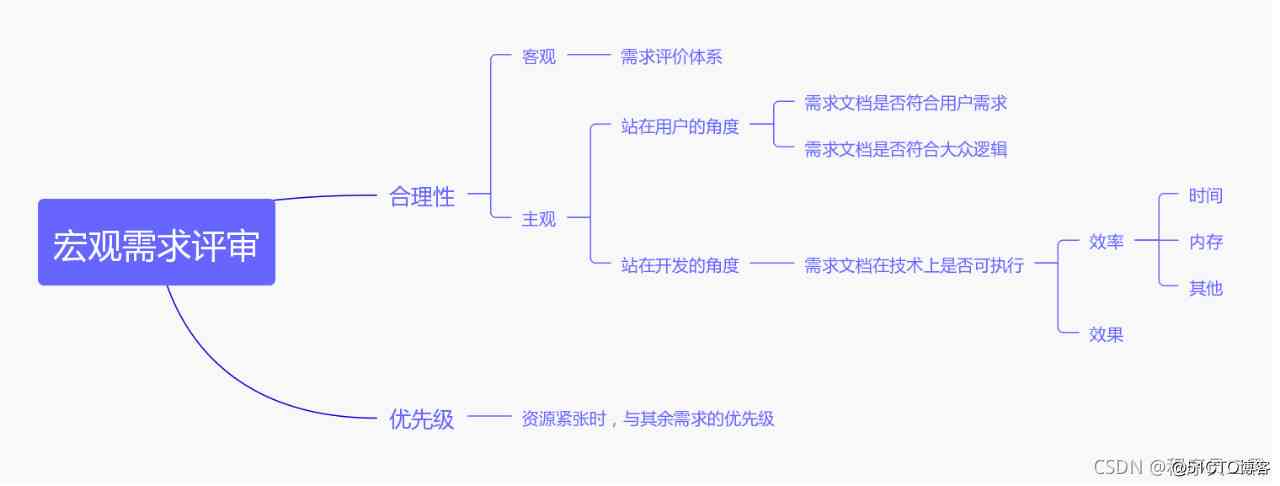 宏观需求评审
合理性
客观
需求评价体系
主观
站在用户的角度
需求文档是否符合用户需求
需求文档是否符合大众逻辑
站在开发的角度
需求文档在技术上是否可执行
效率
时间
内存
其他
效果
优先级
资源紧张时，与其余需求的优先级
CSDN
@51CTO博客